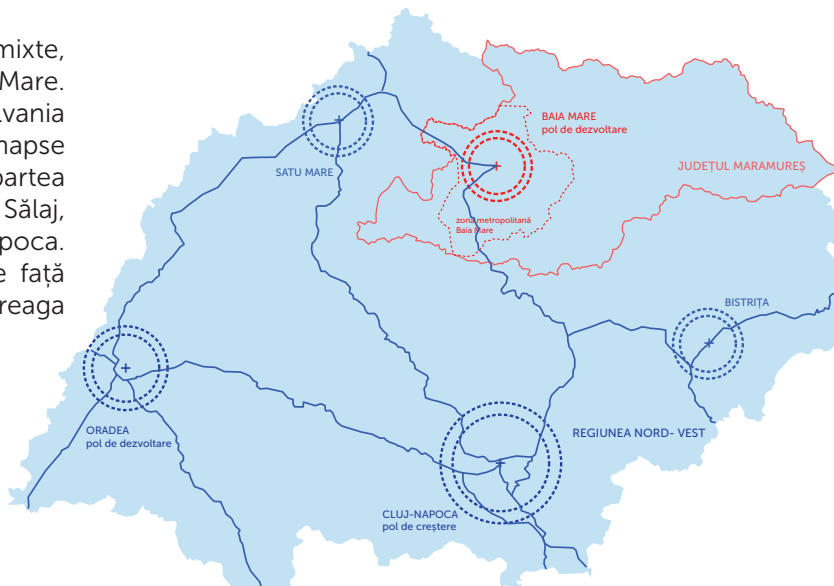 mixte,
Mare.
lvania
napse
partea
Sălaj,
poca.
e față
reaga
BAIA MARE
pol de dezvoltare
SATU MARE
JUDEȚUL MARAMUREȘ
zona metropolitană
Baia Mare
BISTRIȚA
ORADEA
pol de dezvoltare
REGIUNEA NORD- VEST
CLUJ-NAPOCA
pol de creștere